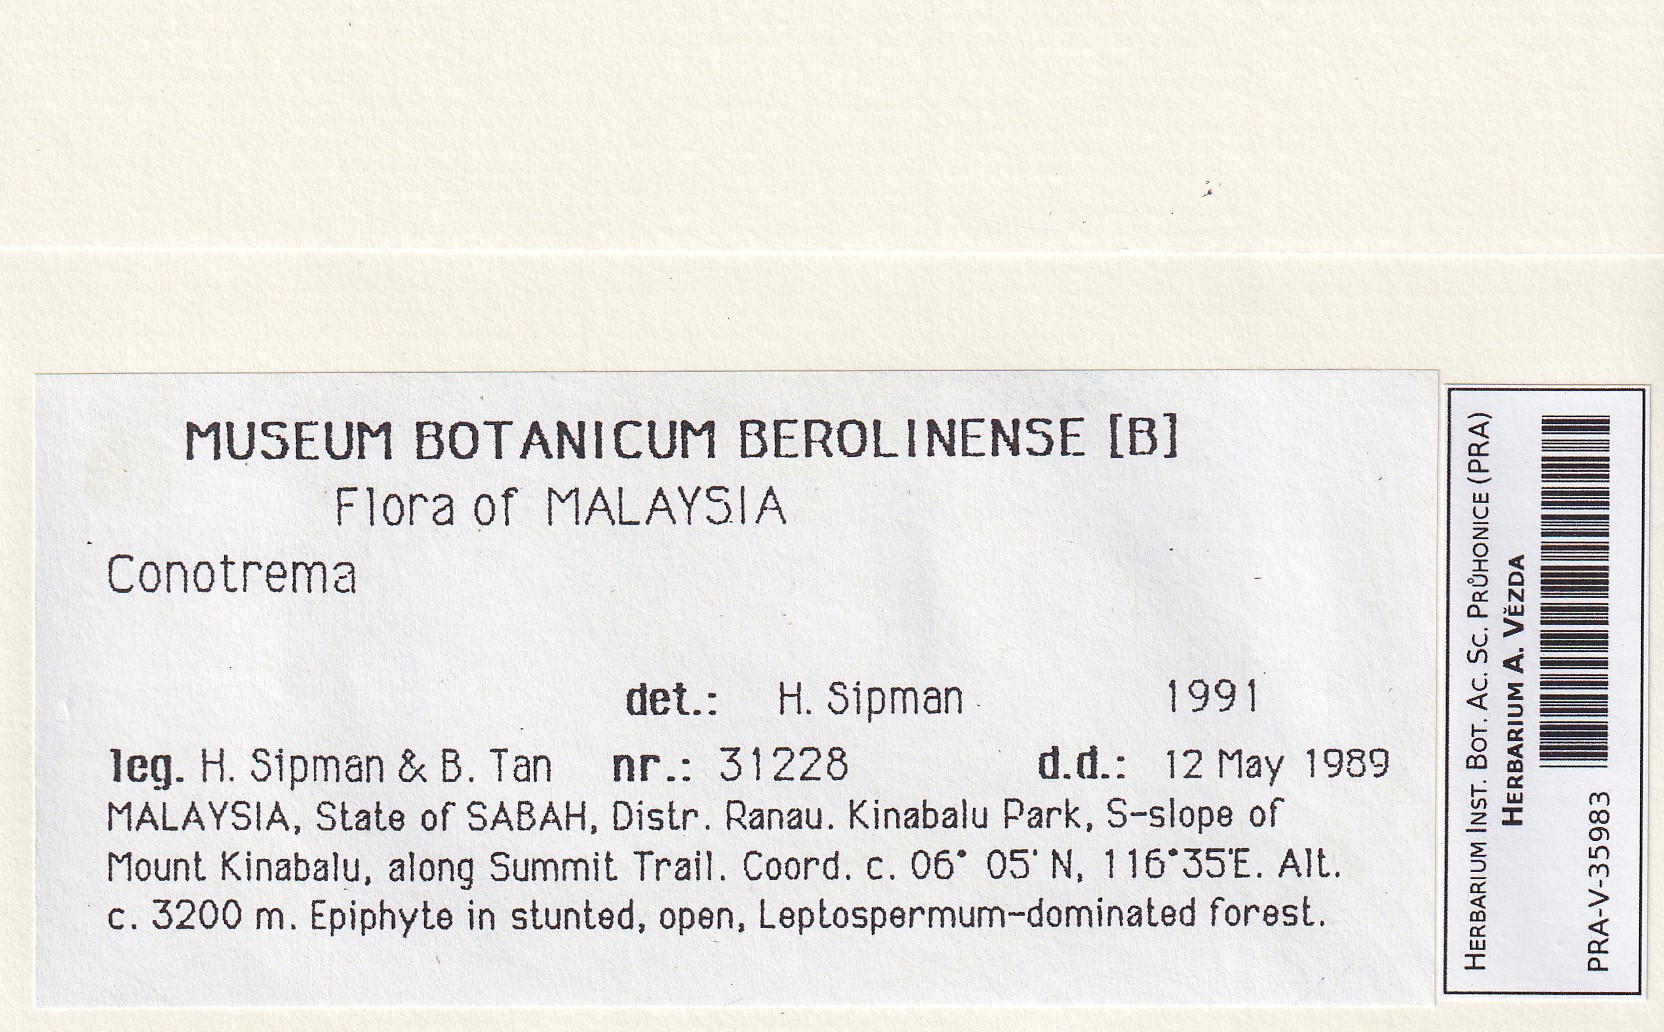 MUSEUM BOTANICUM BEROLINENSE [B]
Flora of MALAYSIA
Conotrema
det.: H. Sipman 1991
leg. H. Sipman & B. Tan nr.: 31228 d.d.: 12 May 1989
MALAYSIA, State of SABAH, Distr. Ranau. Kinabalu Park, S-slope of
Mount Kinabalu, along Summit Trail. Coord. c. 06° 05' N, 116°35'E. Alt.
c. 3200 m. Epiphyte in stunted, open, Leptospermum-dominated forest.
HERBARIUM INST. BOT. AC. SC. PRŮHONICE (PRA)
HERBARIUM A. VĚZDA
PRA-V-35983